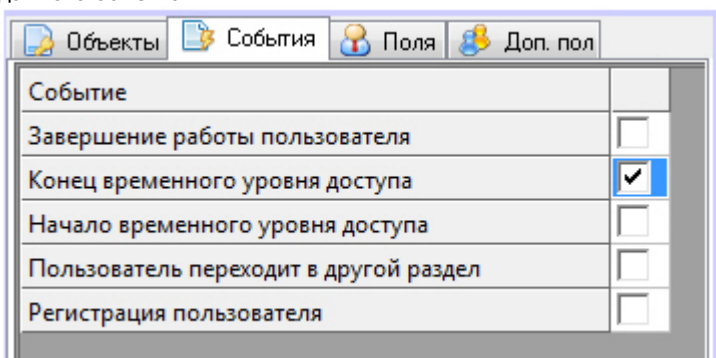 Объекты События Поля Доп. пол
Событие
Завершение работы пользователя
Конец временного уровня доступа
Начало временного уровня доступа
Пользователь переходит в другой раздел
Регистрация пользователя